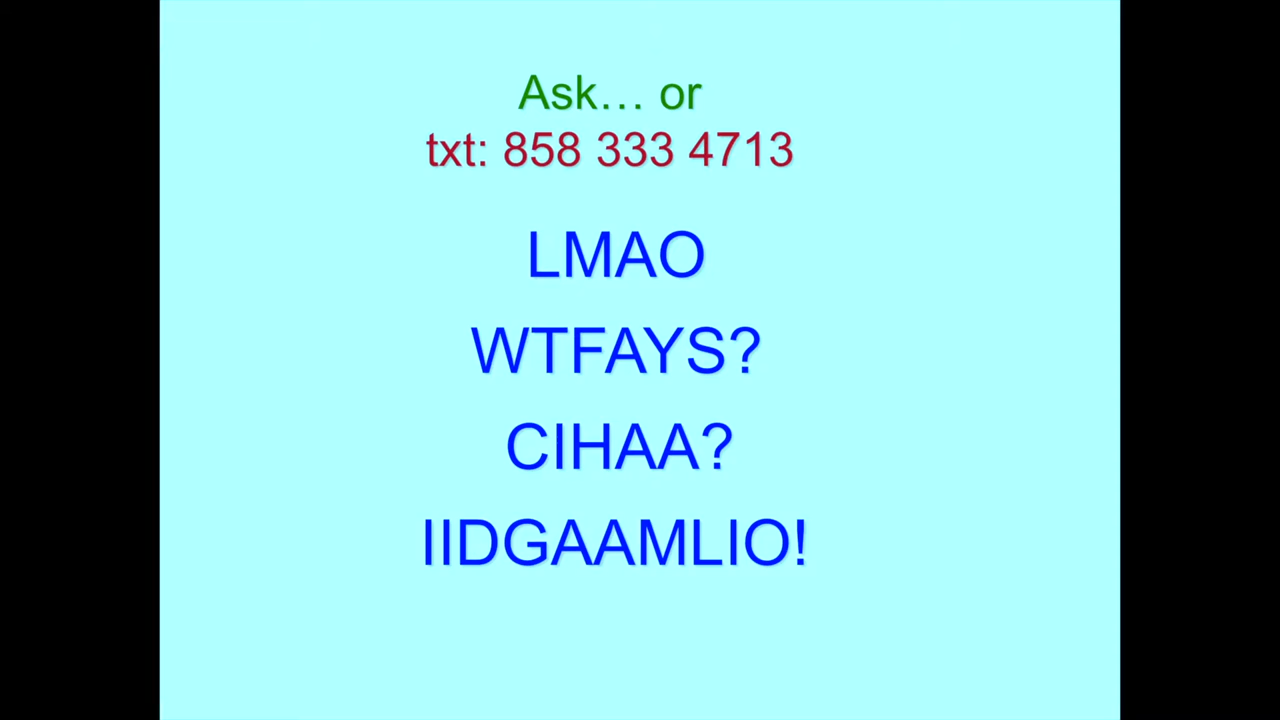 Ask… or
txt: 858 333 4713
LMAO
WTFAYS?
CIHAA?
IIDGAAMLIO!